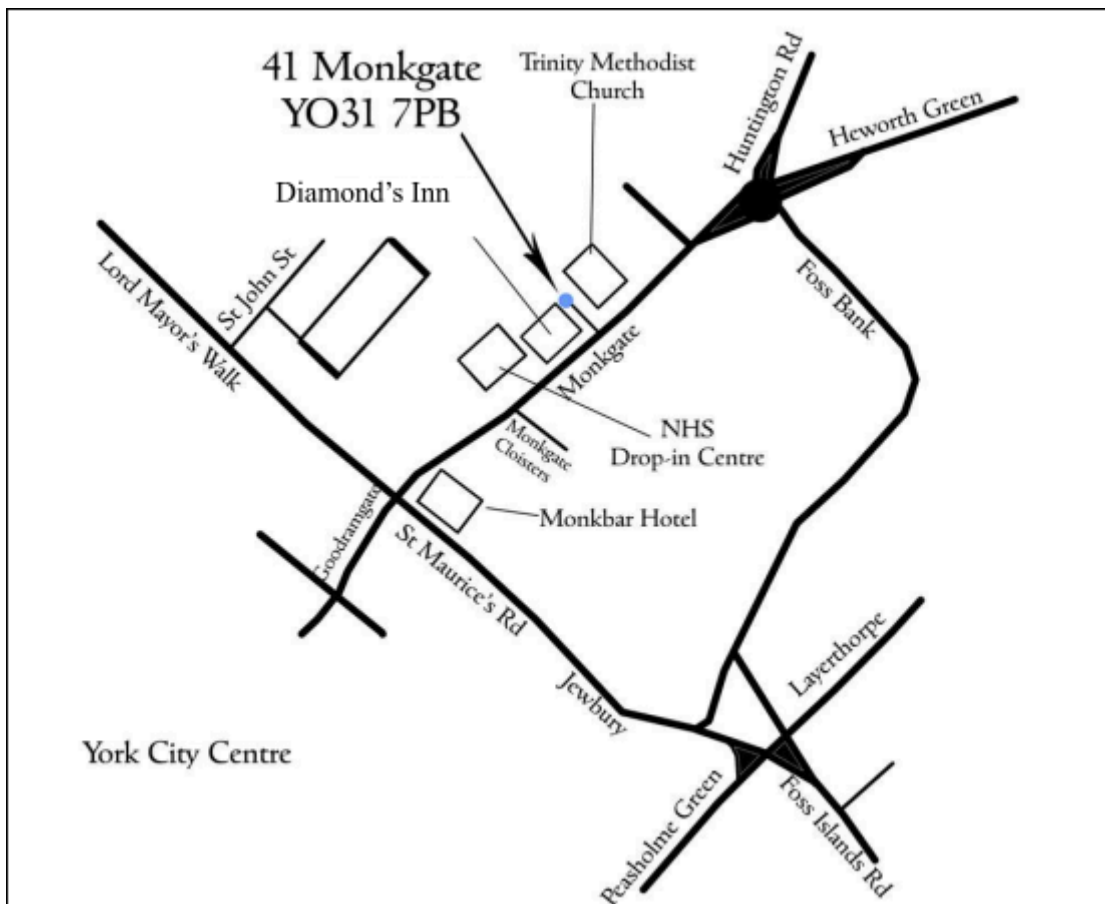 41 Monkgate
YO31 7PB
Trinity Methodist
Church
Huntington Rd
Heworth Green
Diamond's Inn
Lord Mayor's Walk
St John St
Foss Bank
Monkgate
Monkgate
Cloisters
NHS
Drop-in Centre
Goodramgate
Monkbar Hotel
St Maurice's Rd
Jewbury
Layerthorpe
York City Centre
Peasholme Green
Foss Islands Rd